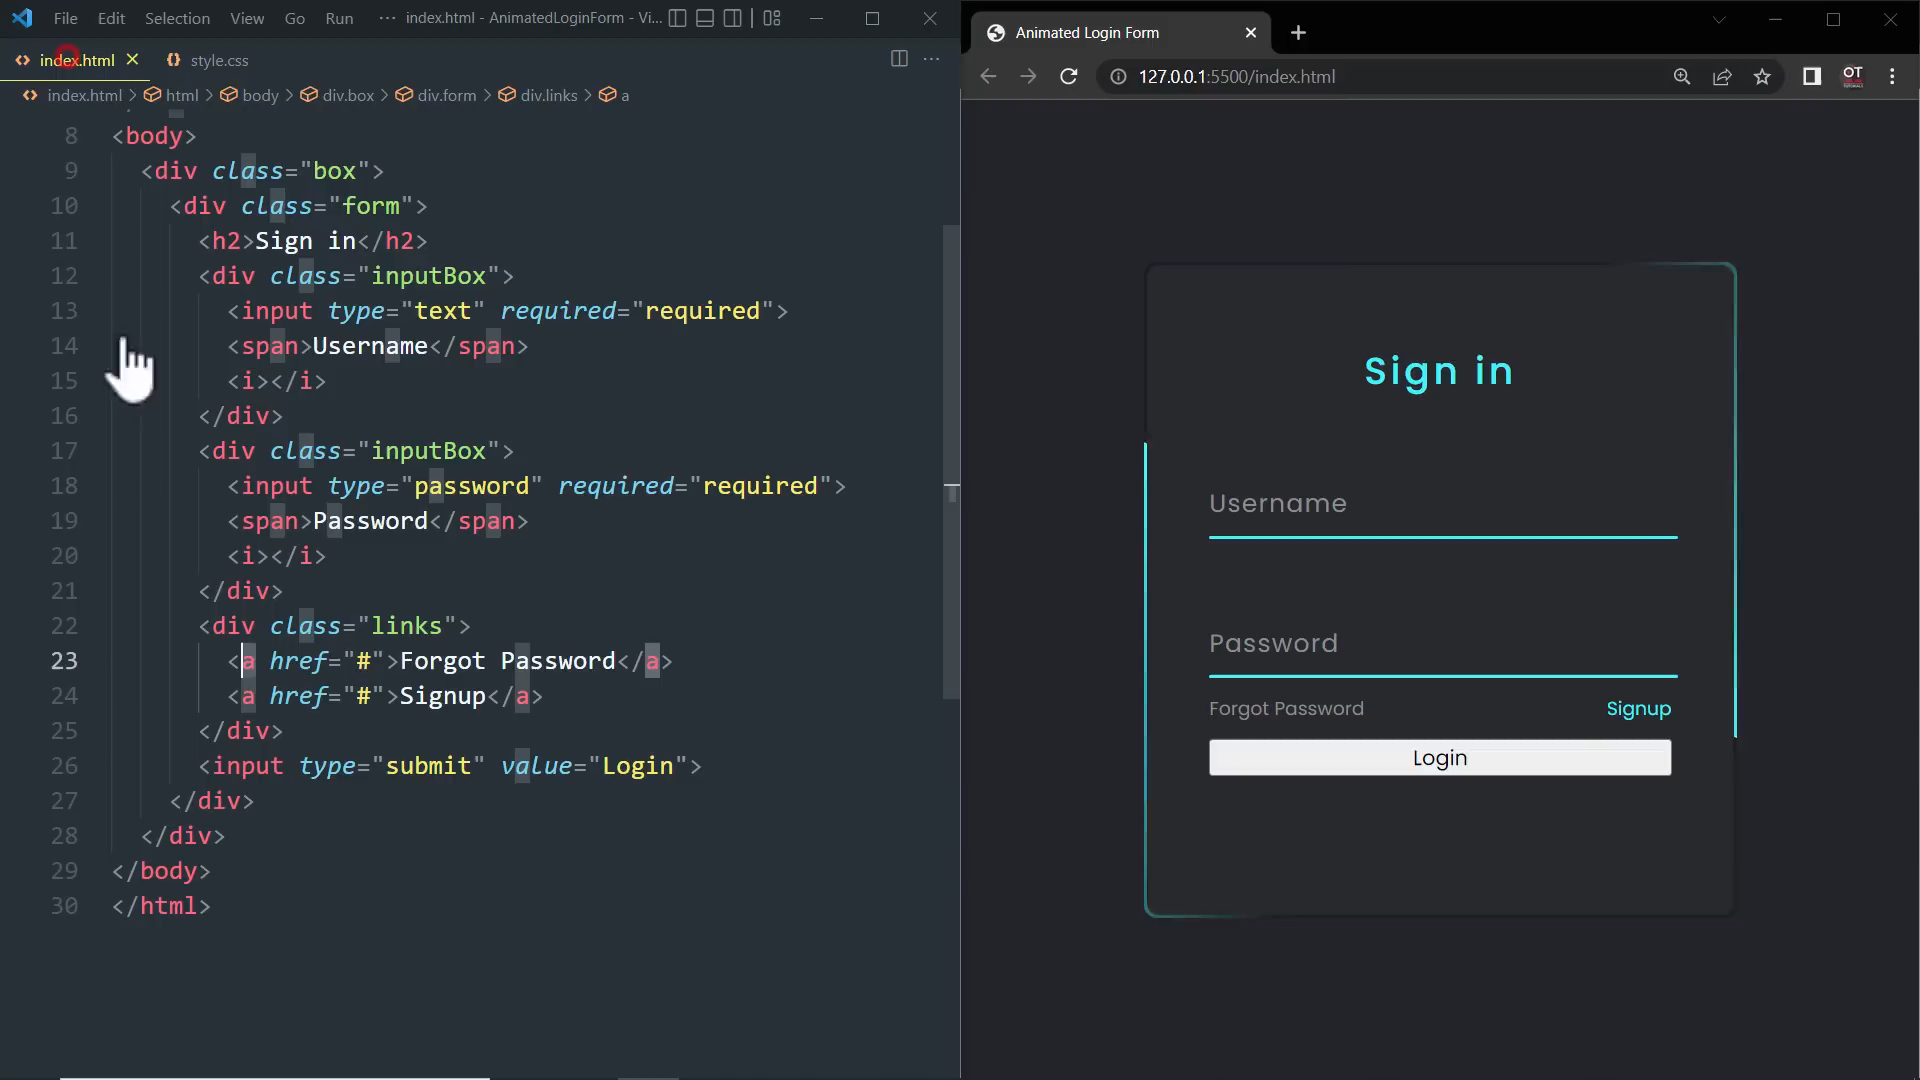 File Edit Selection View Go Run ··· index.html - AnimatedLoginForm - Vi...
index.html style.css
index.html > html > body > div.box > div.form > div.links > a
8 <body>
9 <div class="box">
10 <div class="form">
11 <h2>Sign in</h2>
12 <div class="inputBox">
13 <input type="text" required="required">
14 <span>Username</span>
15 <i></i>
16 </div>
17 <div class="inputBox">
18 <input type="password" required="required">
19 <span>Password</span>
20 <i></i>
21 </div>
22 <div class="links">
23 <a href="#">Forgot Password</a>
24 <a href="#">Signup</a>
25 </div>
26 <input type="submit" value="Login">
27 </div>
28 </div>
29 </body>
30 </html>
Animated Login Form
127.0.0.1:5500/index.html
OT
Sign in
Username
Password
Forgot Password Signup
Login